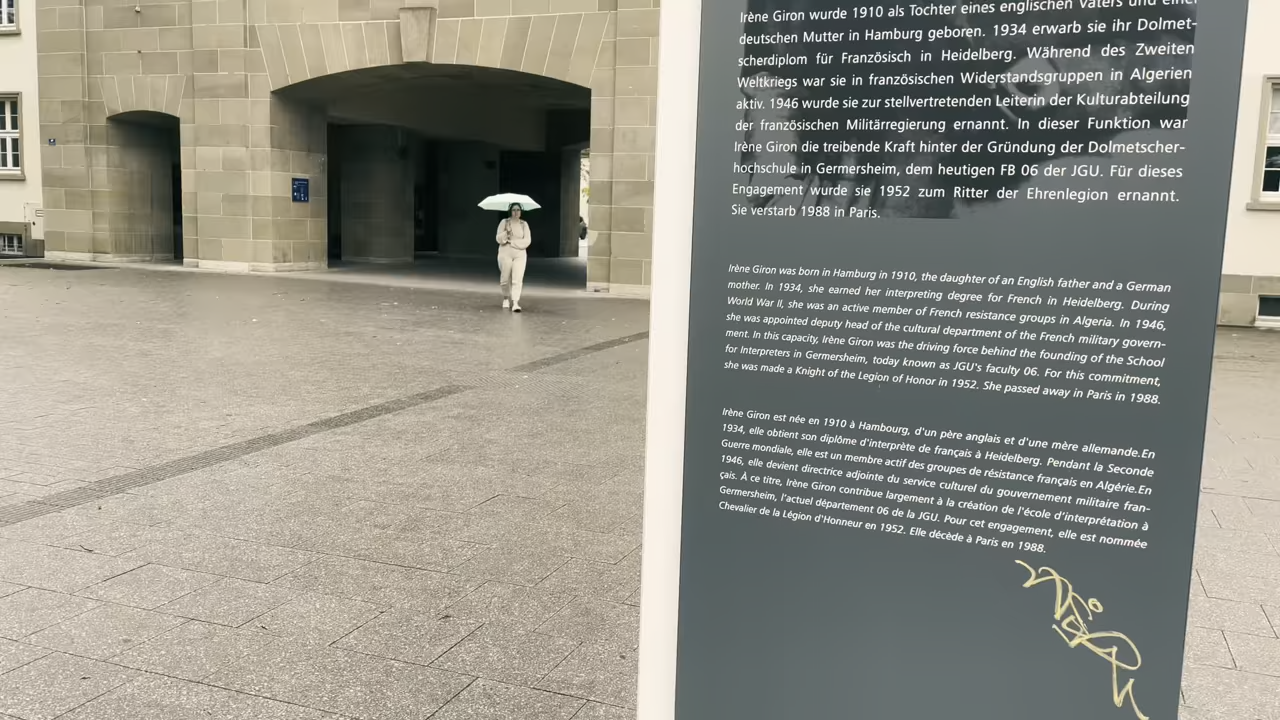 Irène Giron wurde 1910 als Tochter eines englischen Vaters und einer
deutschen Mutter in Hamburg geboren. 1934 erwarb sie ihr Dolmet-
scherdiplom für Französisch in Heidelberg. Während des Zweiten
Weltkriegs war sie in französischen Widerstandsgruppen in Algerien
aktiv. 1946 wurde sie zur stellvertretenden Leiterin der Kulturabteilung
der französischen Militärregierung ernannt. In dieser Funktion war
Irène Giron die treibende Kraft hinter der Gründung der Dolmetscher-
hochschule in Germersheim, dem heutigen FB 06 der JGU. Für dieses
Engagement wurde sie 1952 zum Ritter der Ehrenlegion ernannt.
Sie verstarb 1988 in Paris.
Irène Giron was born in Hamburg in 1910, the daughter of an English father and a German
mother. In 1934, she earned her interpreting degree for French in Heidelberg. During
World War II, she was an active member of French resistance groups in Algeria. In 1946,
she was appointed deputy head of the cultural department of the French military govern-
ment. In this capacity, Irène Giron was the driving force behind the founding of the School
for Interpreters in Germersheim, today known as JGU's faculty 06. For this commitment,
she was made a Knight of the Legion of Honor in 1952. She passed away in Paris in 1988.
Irène Giron est née en 1910 à Hambourg, d'un père anglais et d'une mère allemande.En
1934, elle obtient son diplôme d'interprète de français à Heidelberg. Pendant la Seconde
Guerre mondiale, elle est un membre actif des groupes de résistance français en Algérie.En
1946, elle devient directrice adjointe du service culturel du gouvernement militaire fran-
çais. À ce titre, Irène Giron contribue largement à la création de l'école d'interprétation à
Germersheim, l'actuel département 06 de la JGU. Pour cet engagement, elle est nommée
Chevalier de la Légion d'Honneur en 1952. Elle décède à Paris en 1988.